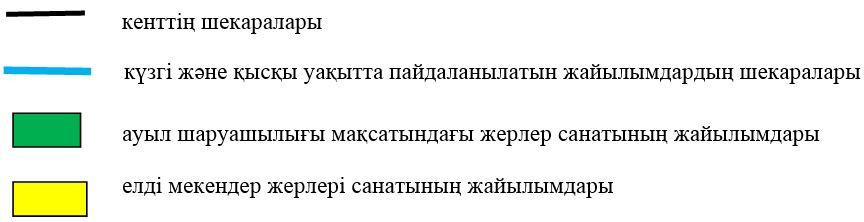 кенттің шекаралары
күзгі және қысқы уақытта пайдаланылатын жайылымдардың шекаралары
ауыл шаруашылығы мақсатындағы жерлер санатының жайылымдары
елді мекендер жерлері санатының жайылымдары